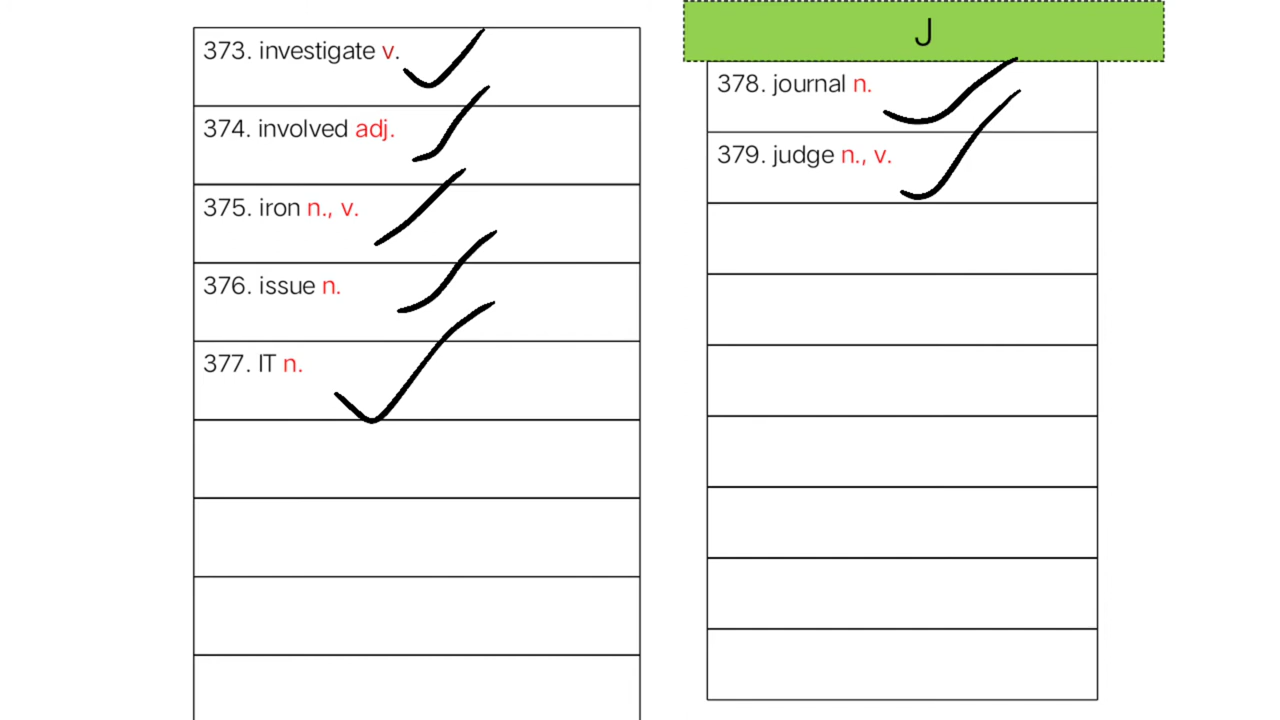 373. investigate v.
374. involved adj.
375. iron n., v.
376. issue n.
377. IT n.
J
378. journal n.
379. judge n., v.